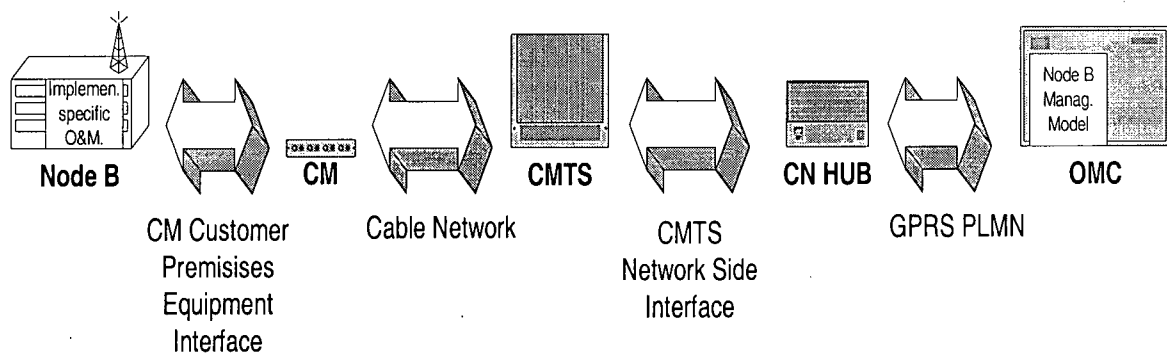 Implemen.
specific
O&M.
Node B
CM Customer
Premisises
Equipment
Interface
CM
Cable Network
CMTS
CMTS
Network Side
Interface
CN HUB
GPRS PLMN
Node B
Manag.
Model
OMC